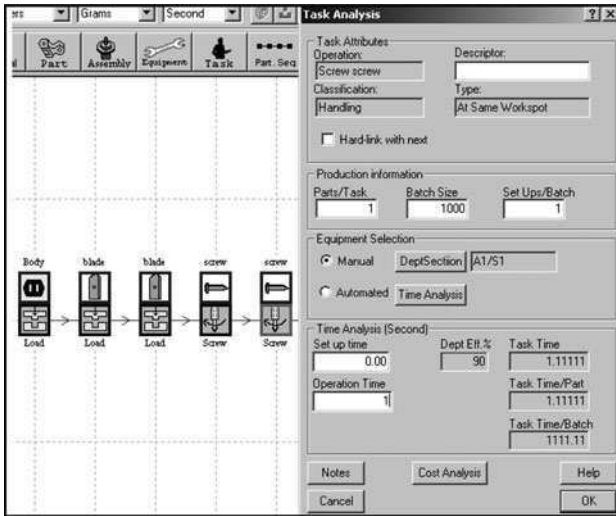 ers Grams Second
al Part Assembly Equipment Task Part. Seq
Body blade blade screw screw
Load Load Load Screw Screw
Task Analysis
Task Attributes
Operation: Descriptor:
Screw screw
Classification: Type:
Handling At Same Workspot
Hard-link with next
Production information
Parts/Task Batch Size Set Ups/Batch
1 1000 1
Equipment Selection
Manual DeptSectiion A1/S1
Automated Time Analysis
Time Analysis (Second)
Set up time Dept Eff.% Task Time
0.00 90 1.11111
Operation Time Task Time/Part
1 1.11111
Task Time/Batch
1111.11
Notes Cost Analysis Help
Cancel OK